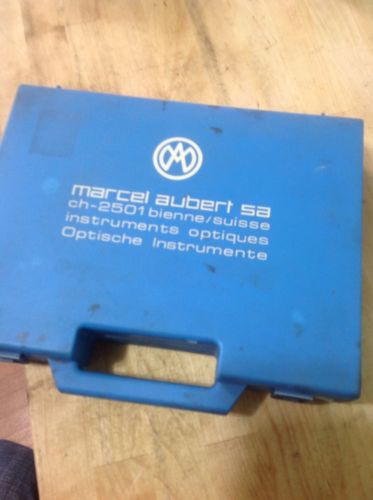 marcel aubert sa
ch-2501 bienne/suisse
instruments optiques
Optische Instrumente